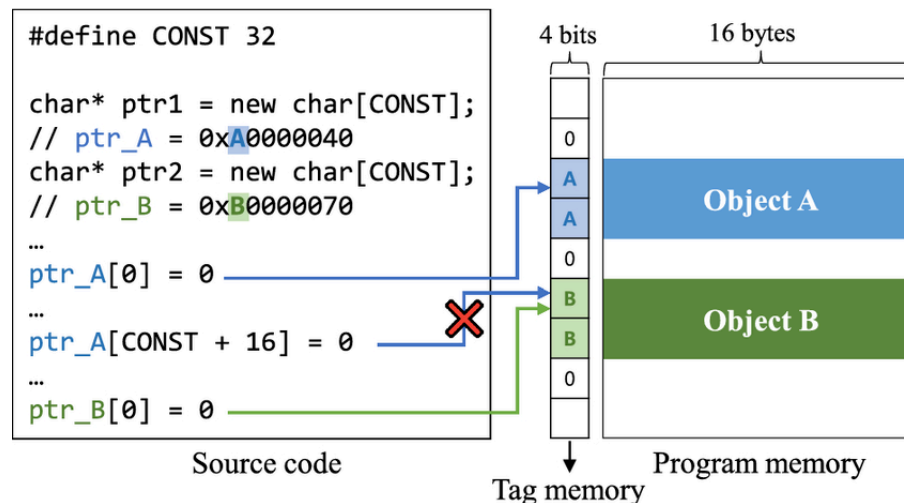 #define CONST 32
char* ptr1 = new char[CONST];
// ptr_A = 0xA0000040
char* ptr2 = new char[CONST];
// ptr_B = 0xB0000070
…
ptr_A[0] = 0
…
ptr_A[CONST + 16] = 0
…
ptr_B[0] = 0
Source code
4 bits
0
A
A
0
B
B
0
Tag memory
16 bytes
Object A
Object B
Program memory